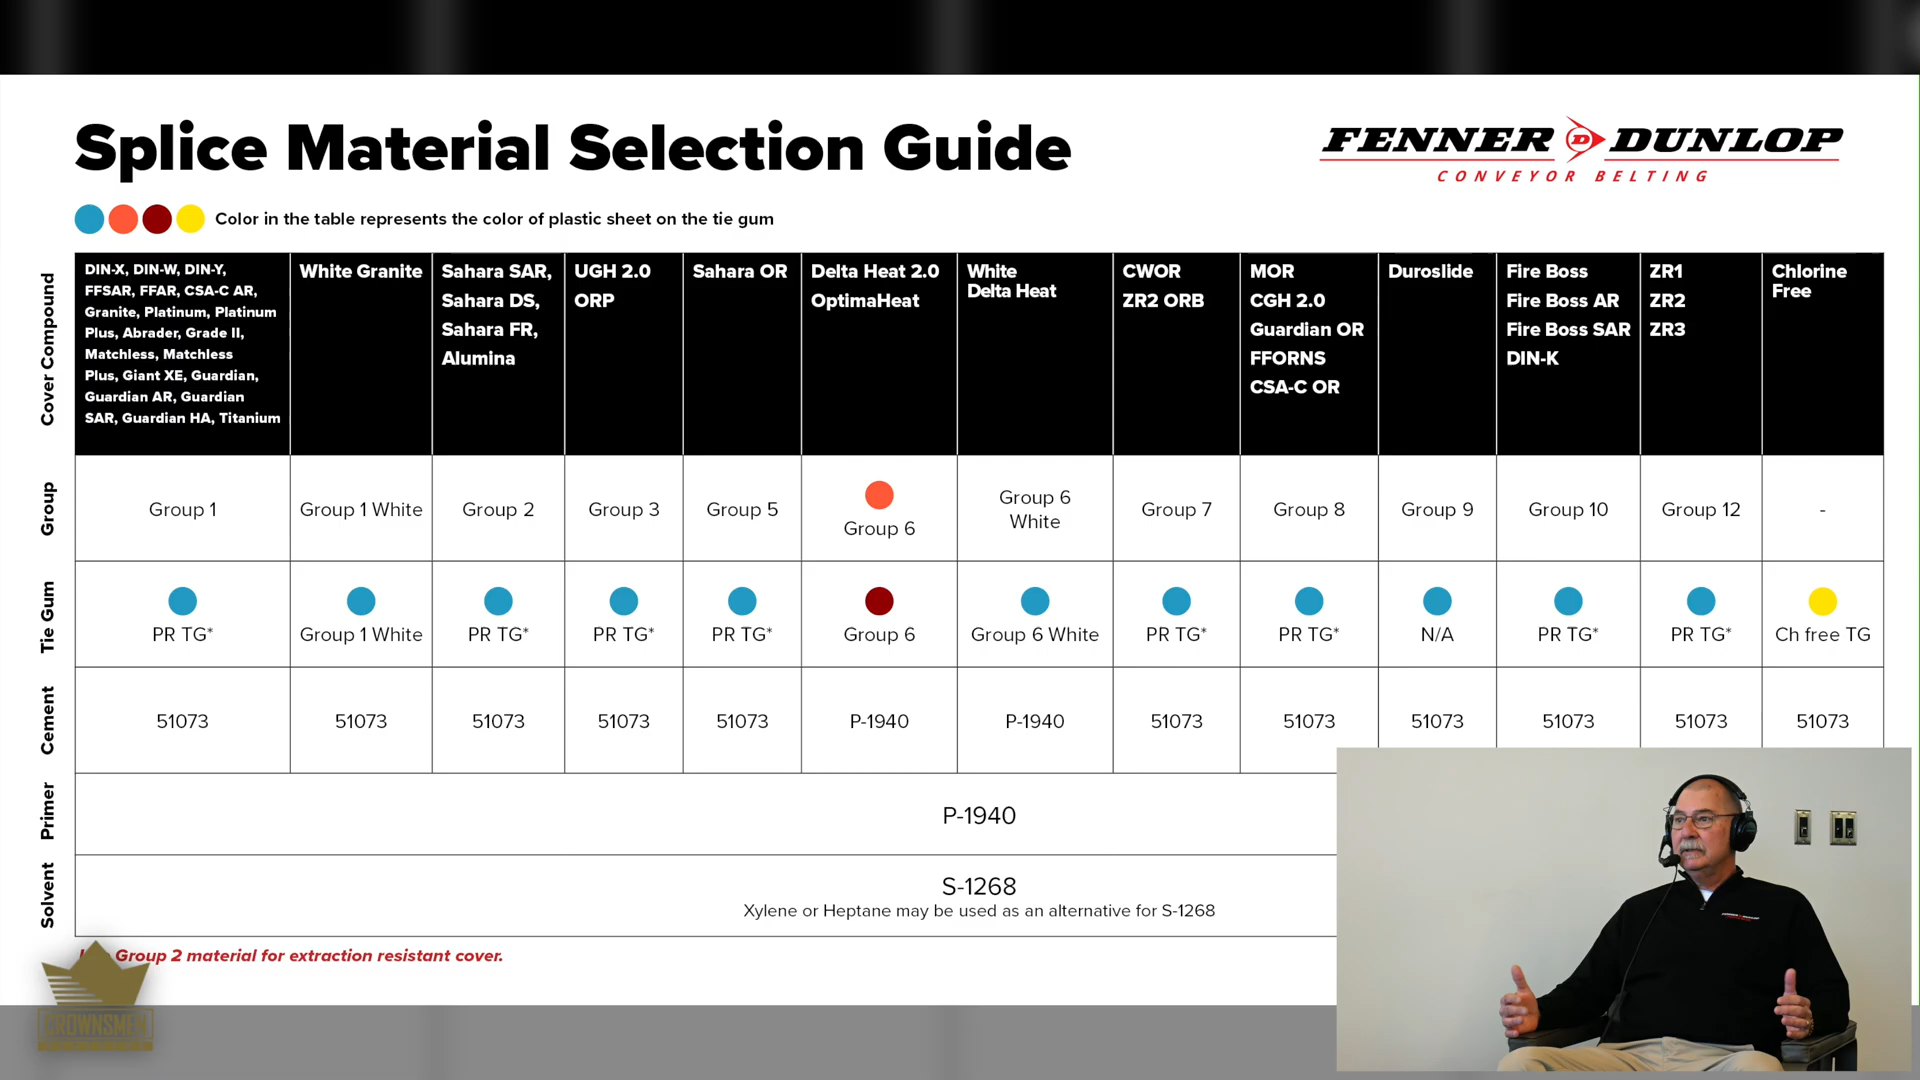 Splice Material Selection Guide
FENNER D DUNLOP
CONVEYOR BELTING
Color in the table represents the color of plastic sheet on the tie gum
Cover Compound
DIN-X, DIN-W, DIN-Y,
FFSAR, FFAR, CSA-C AR,
Granite, Platinum, Platinum
Plus, Abrader, Grade II,
Matchless, Matchless
Plus, Giant XE, Guardian,
Guardian AR, Guardian
SAR, Guardian HA, Titanium
White Granite
Sahara SAR,
Sahara DS,
Sahara FR,
Alumina
UGH 2.0
ORP
Sahara OR
Delta Heat 2.0
OptimaHeat
White
Delta Heat
CWOR
ZR2 ORB
MOR
CGH 2.0
Guardian OR
FFORNS
CSA-C OR
Duroslide
Fire Boss
Fire Boss AR
Fire Boss SAR
DIN-K
ZR1
ZR2
ZR3
Chlorine
Free
Group
Group 1
Group 1 White
Group 2
Group 3
Group 5
Group 6
Group 6
White
Group 7
Group 8
Group 9
Group 10
Group 12
-
Tie Gum
PR TG*
Group 1 White
PR TG*
PR TG*
PR TG*
Group 6
Group 6 White
PR TG*
PR TG*
N/A
PR TG*
PR TG*
Ch free TG
Cement
51073
51073
51073
51073
51073
P-1940
P-1940
51073
51073
51073
51073
51073
51073
Primer
P-1940
Solvent
S-1268
Xylene or Heptane may be used as an alternative for S-1268
Group 2 material for extraction resistant cover.
CROWNSMEN
FENNER DUNLOP